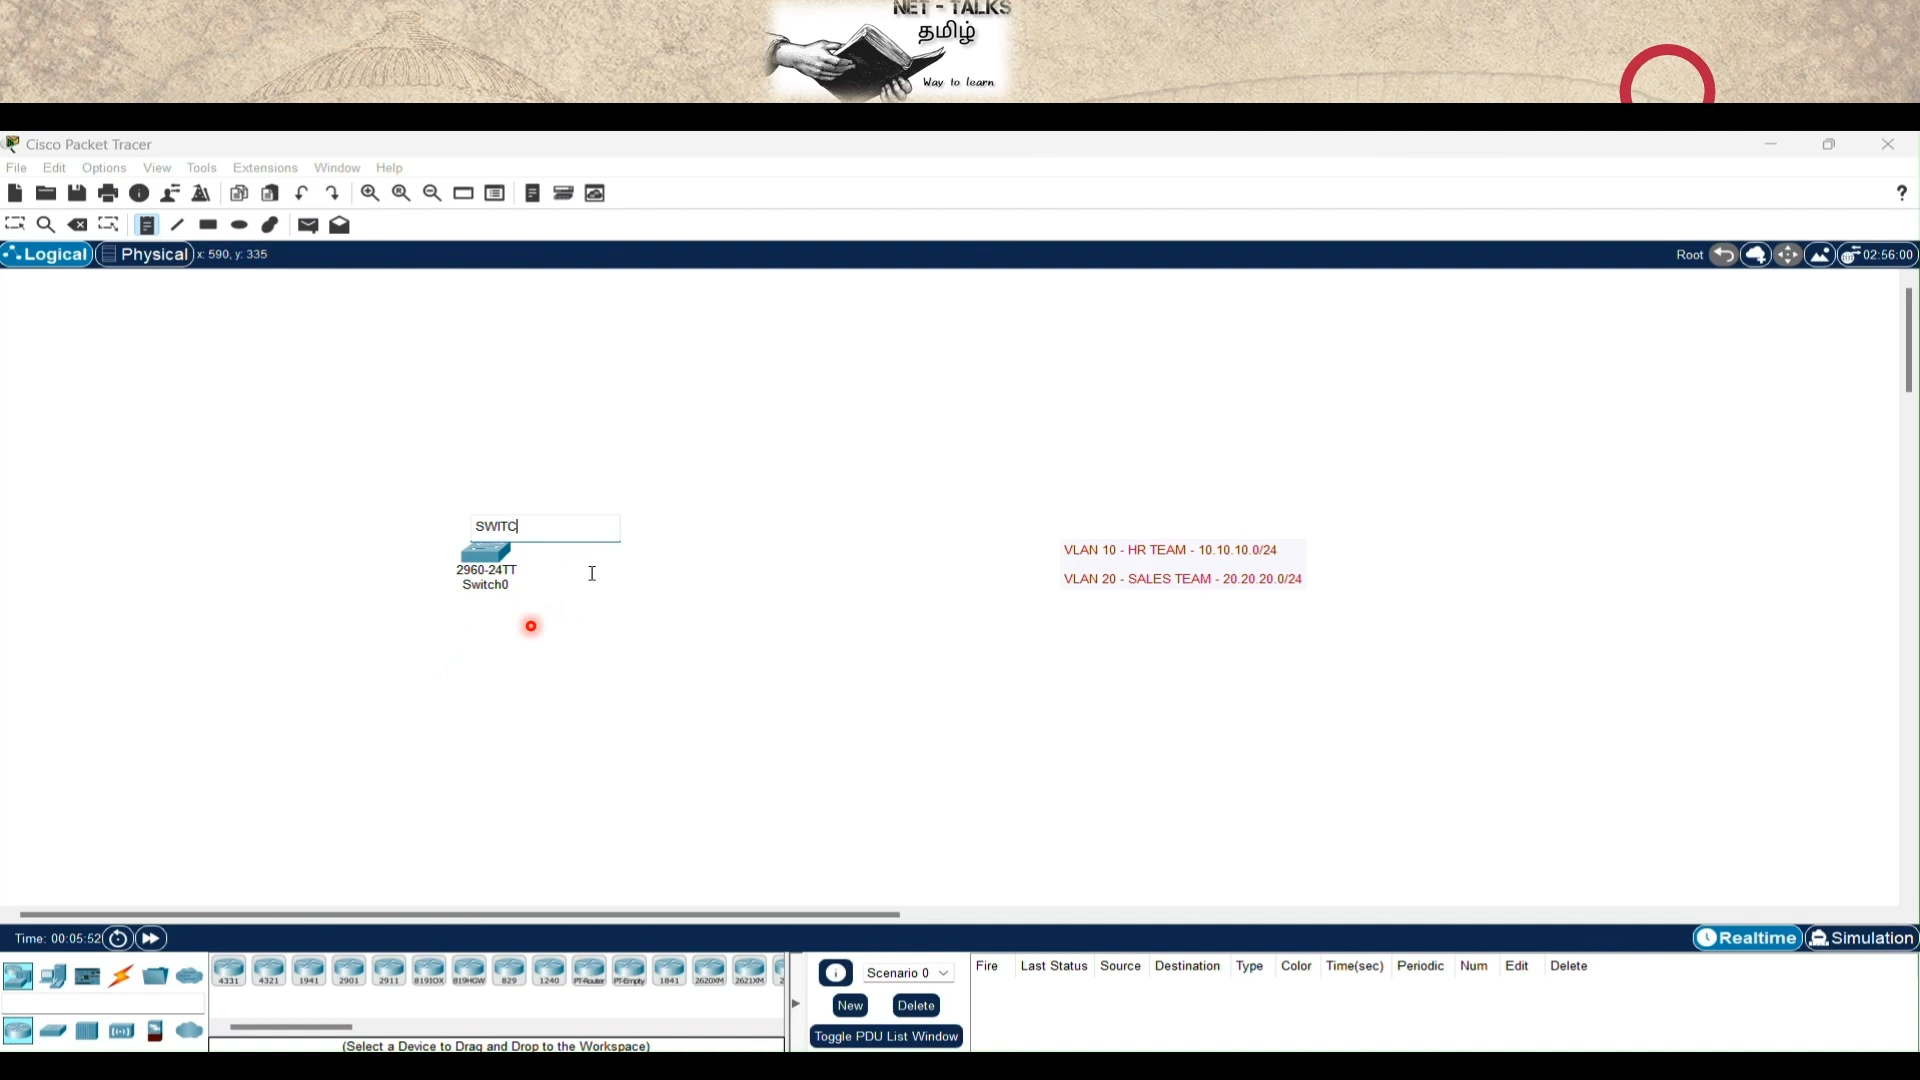 NET - TALKS
தமிழ்
Way to learn
Cisco Packet Tracer
File Edit Options View Tools Extensions Window Help
?
Logical Physical x: 590, y: 335
Root 02:56:00
SWITC
2960-24TT
Switch0
VLAN 10 - HR TEAM - 10.10.10.0/24
VLAN 20 - SALES TEAM - 20.20.20.0/24
Time: 00:05:52
Realtime Simulation
4331 4321 1941 2901 2911 819IOX 819HGW 829 1240 PT-Router PT-Empty 1841 2620XM 2621XM 2
(Select a Device to Drag and Drop to the Workspace)
Scenario 0
New Delete
Toggle PDU List Window
Fire Last Status Source Destination Type Color Time(sec) Periodic Num Edit Delete